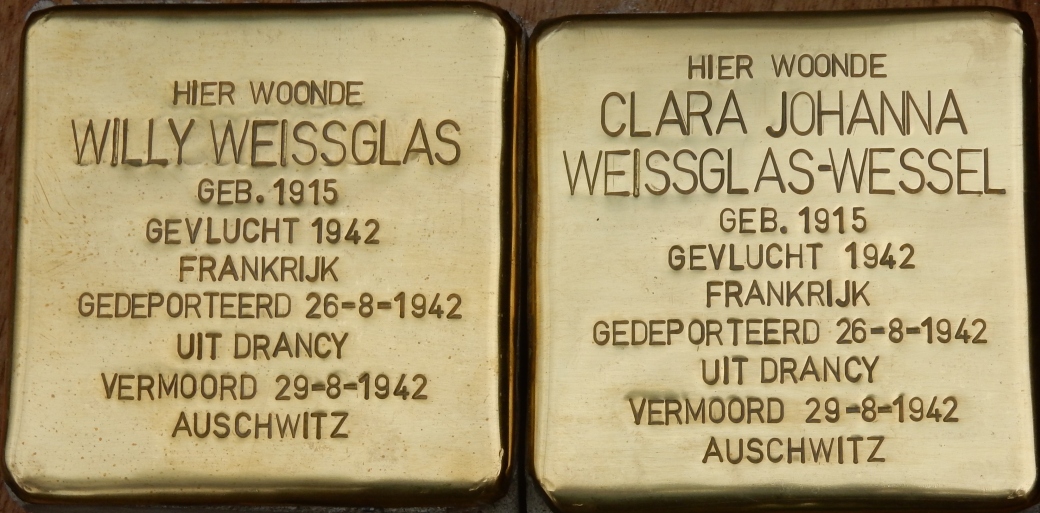 HIER WOONDE
WILLY WEISSGLAS
GEB. 1915
GEVLUCHT 1942
FRANKRIJK
GEDEPORTEERD 26-8-1942
UIT DRANCY
VERMOORD 29-8-1942
AUSCHWITZ
HIER WOONDE
CLARA JOHANNA
WEISSGLAS-WESSEL
GEB. 1915
GEVLUCHT 1942
FRANKRIJK
GEDEPORTEERD 26-8-1942
UIT DRANCY
VERMOORD 29-8-1942
AUSCHWITZ